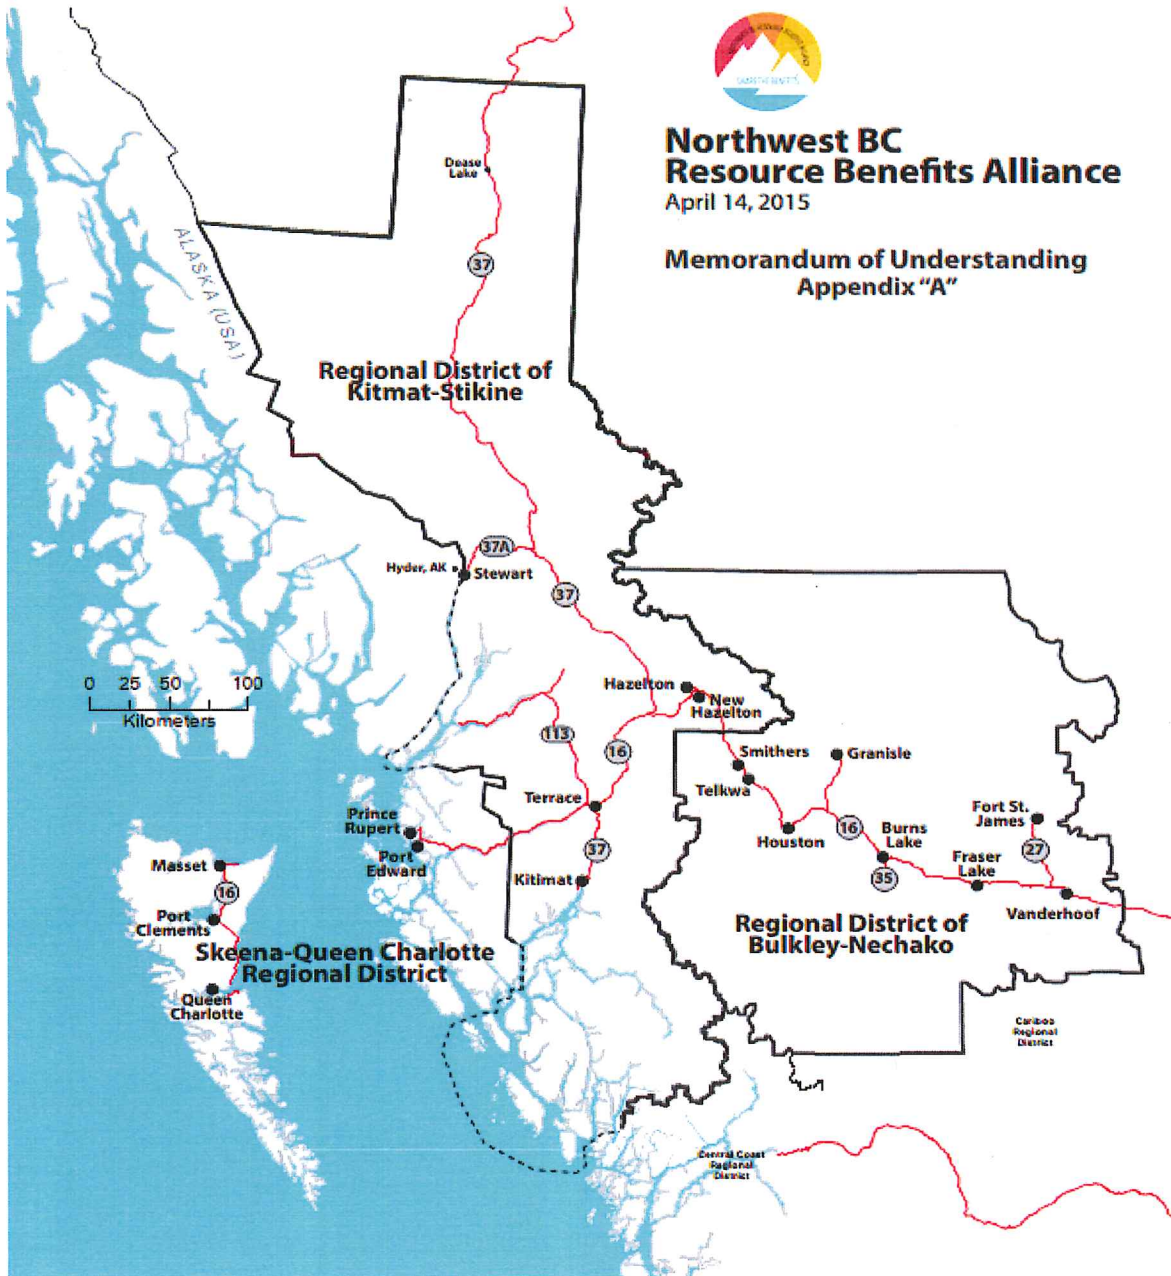 Northwest BC
Resource Benefits Alliance
April 14, 2015
Memorandum of Understanding
Appendix “A”
Dease
Lake
37
ALASKA (USA)
Regional District of
Kitmat-Stikine
37A
Hyder, AK
Stewart
37
0 25 50 100
Kilometers
Hazelton
New
Hazelton
113
16
Smithers
Granisle
Telkwa
Terrace
Prince
Rupert
Port
Edward
Houston
16
Burns
Lake
35
Fort St.
James
27
Fraser
Lake
Vanderhoof
37
Kitimat
Masset
16
Port
Clements
Skeena-Queen Charlotte
Regional District
Queen
Charlotte
Regional District of
Bulkley-Nechako
Cariboo
Regional
District
Central Coast
Regional
District